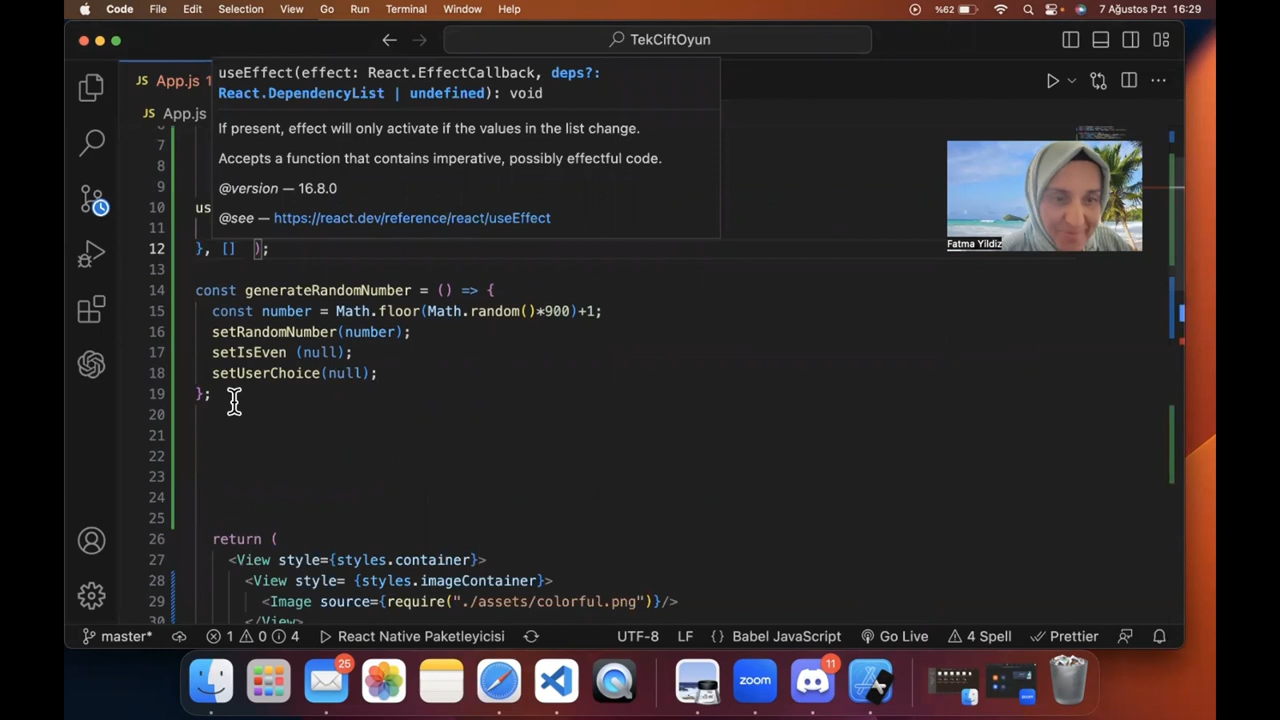 Code File Edit Selection View Go Run Terminal Window Help %62 7 Ağustos Pzt 16:29
TekCiftOyun
JS App.js 1
JS App.js
useEffect(effect: React.EffectCallback, deps?:
React.DependencyList | undefined): void
If present, effect will only activate if the values in the list change.
Accepts a function that contains imperative, possibly effectful code.
@version — 16.8.0
@see — https://react.dev/reference/react/useEffect
Fatma Yildiz
7
8
9
10 us
11
12 }, [] );
13
14 const generateRandomNumber = () => {
15 const number = Math.floor(Math.random()*900)+1;
16 setRandomNumber(number);
17 setIsEven (null);
18 setUserChoice(null);
19 };
20
21
22
23
24
25
26 return (
27 <View style={styles.container}>
28 <View style= {styles.imageContainer}>
29 <Image source={require("./assets/colorful.png")}/>
30 </View>
master* 1 0 4 React Native Paketleyicisi UTF-8 LF {} Babel JavaScript Go Live 4 Spell Prettier
25 zoom 11